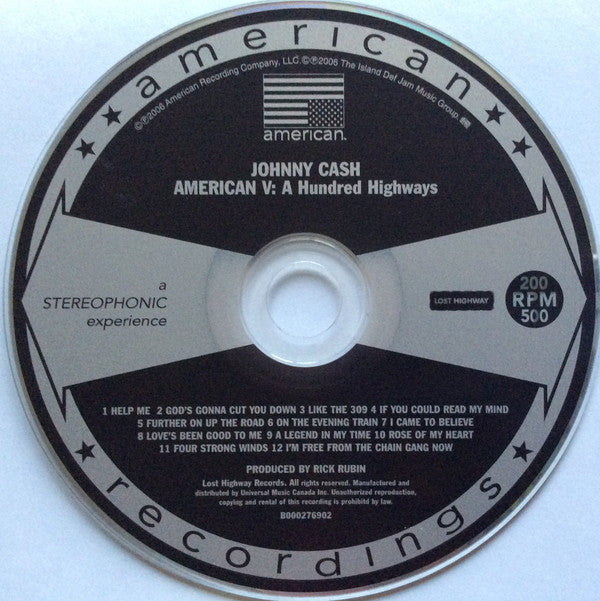 american
©℗2006 American Recording Company, LLC. ©℗2006 The Island Def Jam Music Group.
american.
JOHNNY CASH
AMERICAN V: A Hundred Highways
a
STEREOPHONIC
experience
LOST HIGHWAY
200
RPM
500
1 HELP ME 2 GOD'S GONNA CUT YOU DOWN 3 LIKE THE 309 4 IF YOU COULD READ MY MIND
5 FURTHER ON UP THE ROAD 6 ON THE EVENING TRAIN 7 I CAME TO BELIEVE
8 LOVE'S BEEN GOOD TO ME 9 A LEGEND IN MY TIME 10 ROSE OF MY HEART
11 FOUR STRONG WINDS 12 I'M FREE FROM THE CHAIN GANG NOW
PRODUCED BY RICK RUBIN
Lost Highway Records. All rights reserved. Manufactured and
distributed by Universal Music Canada Inc. Unauthorized reproduction,
copying and rental of this recording is prohibited by law.
B000276902
recordings